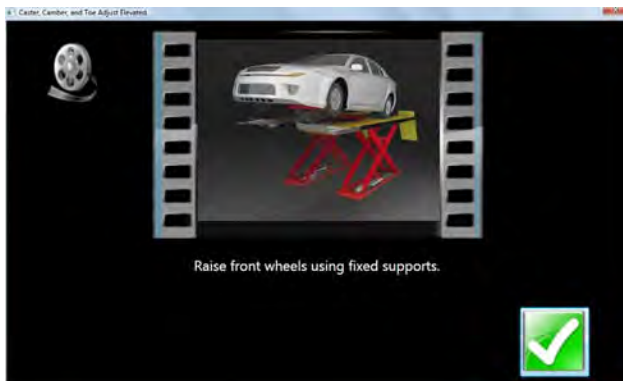 Caster, Camber, and Toe Adjust Elevated.
Raise front wheels using fixed supports.